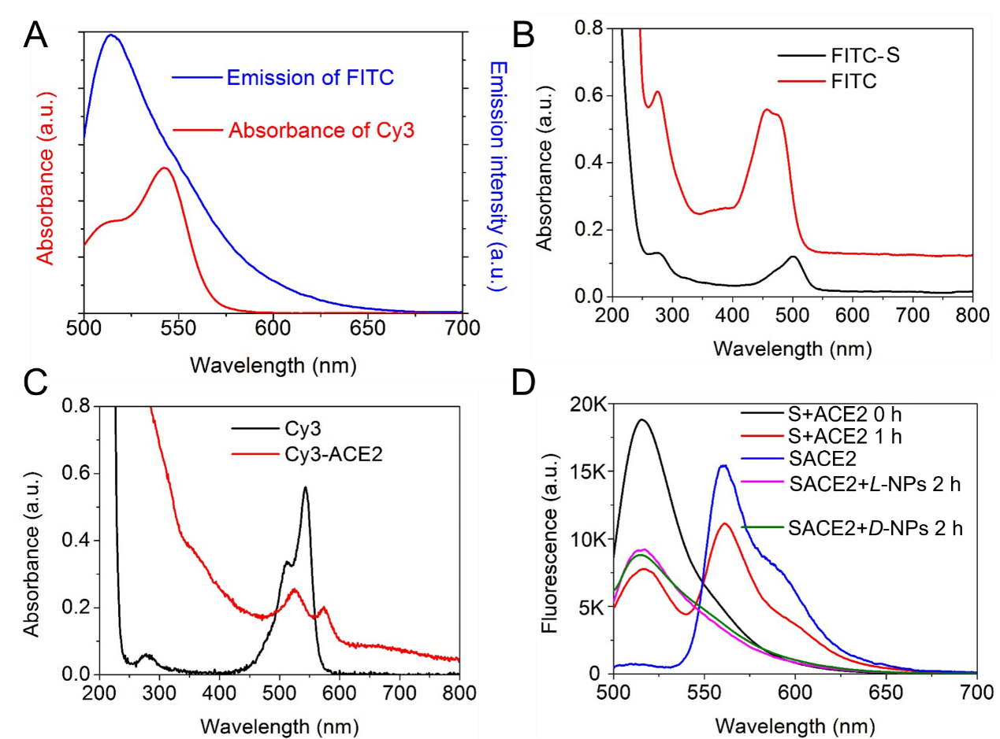 A
Emission of FITC
Absorbance of Cy3
Absorbance (a.u.)
Emission intensity (a.u.)
500 550 600 650 700
Wavelength (nm)
B
0.8
0.6
0.4
0.2
0.0
FITC-S
FITC
Absorbance (a.u.)
200 300 400 500 600 700 800
Wavelength (nm)
C
0.8
0.6
0.4
0.2
0.0
Cy3
Cy3-ACE2
Absorbance (a.u.)
200 300 400 500 600 700 800
Wavelength (nm)
D
20K
15K
10K
5K
0
S+ACE2 0 h
S+ACE2 1 h
SACE2
SACE2+L-NPs 2 h
SACE2+D-NPs 2 h
Fluorescence (a.u.)
500 550 600 650 700
Wavelength (nm)